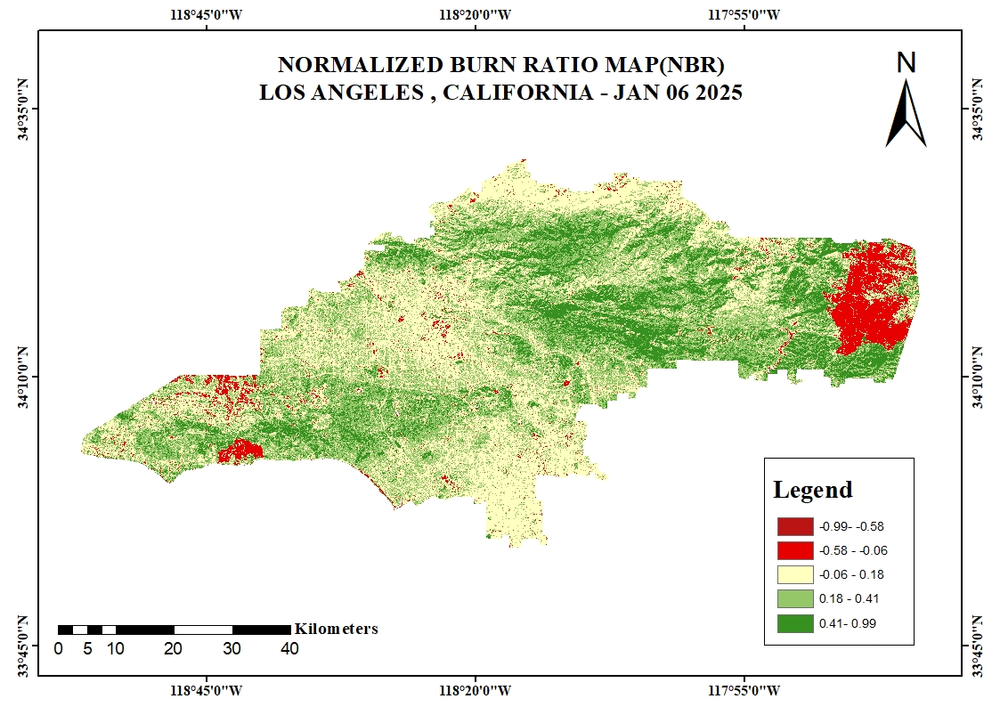 118°45'0"W 118°20'0"W 117°55'0"W
NORMALIZED BURN RATIO MAP(NBR)
LOS ANGELES , CALIFORNIA - JAN 06 2025
N
34°35'0"N 34°35'0"N
34°10'0"N 34°10'0"N
Legend
-0.99- -0.58
-0.58 - -0.06
-0.06 - 0.18
0.18 - 0.41
0.41- 0.99
33°45'0"N 33°45'0"N
Kilometers
0 5 10 20 30 40
118°45'0"W 118°20'0"W 117°55'0"W